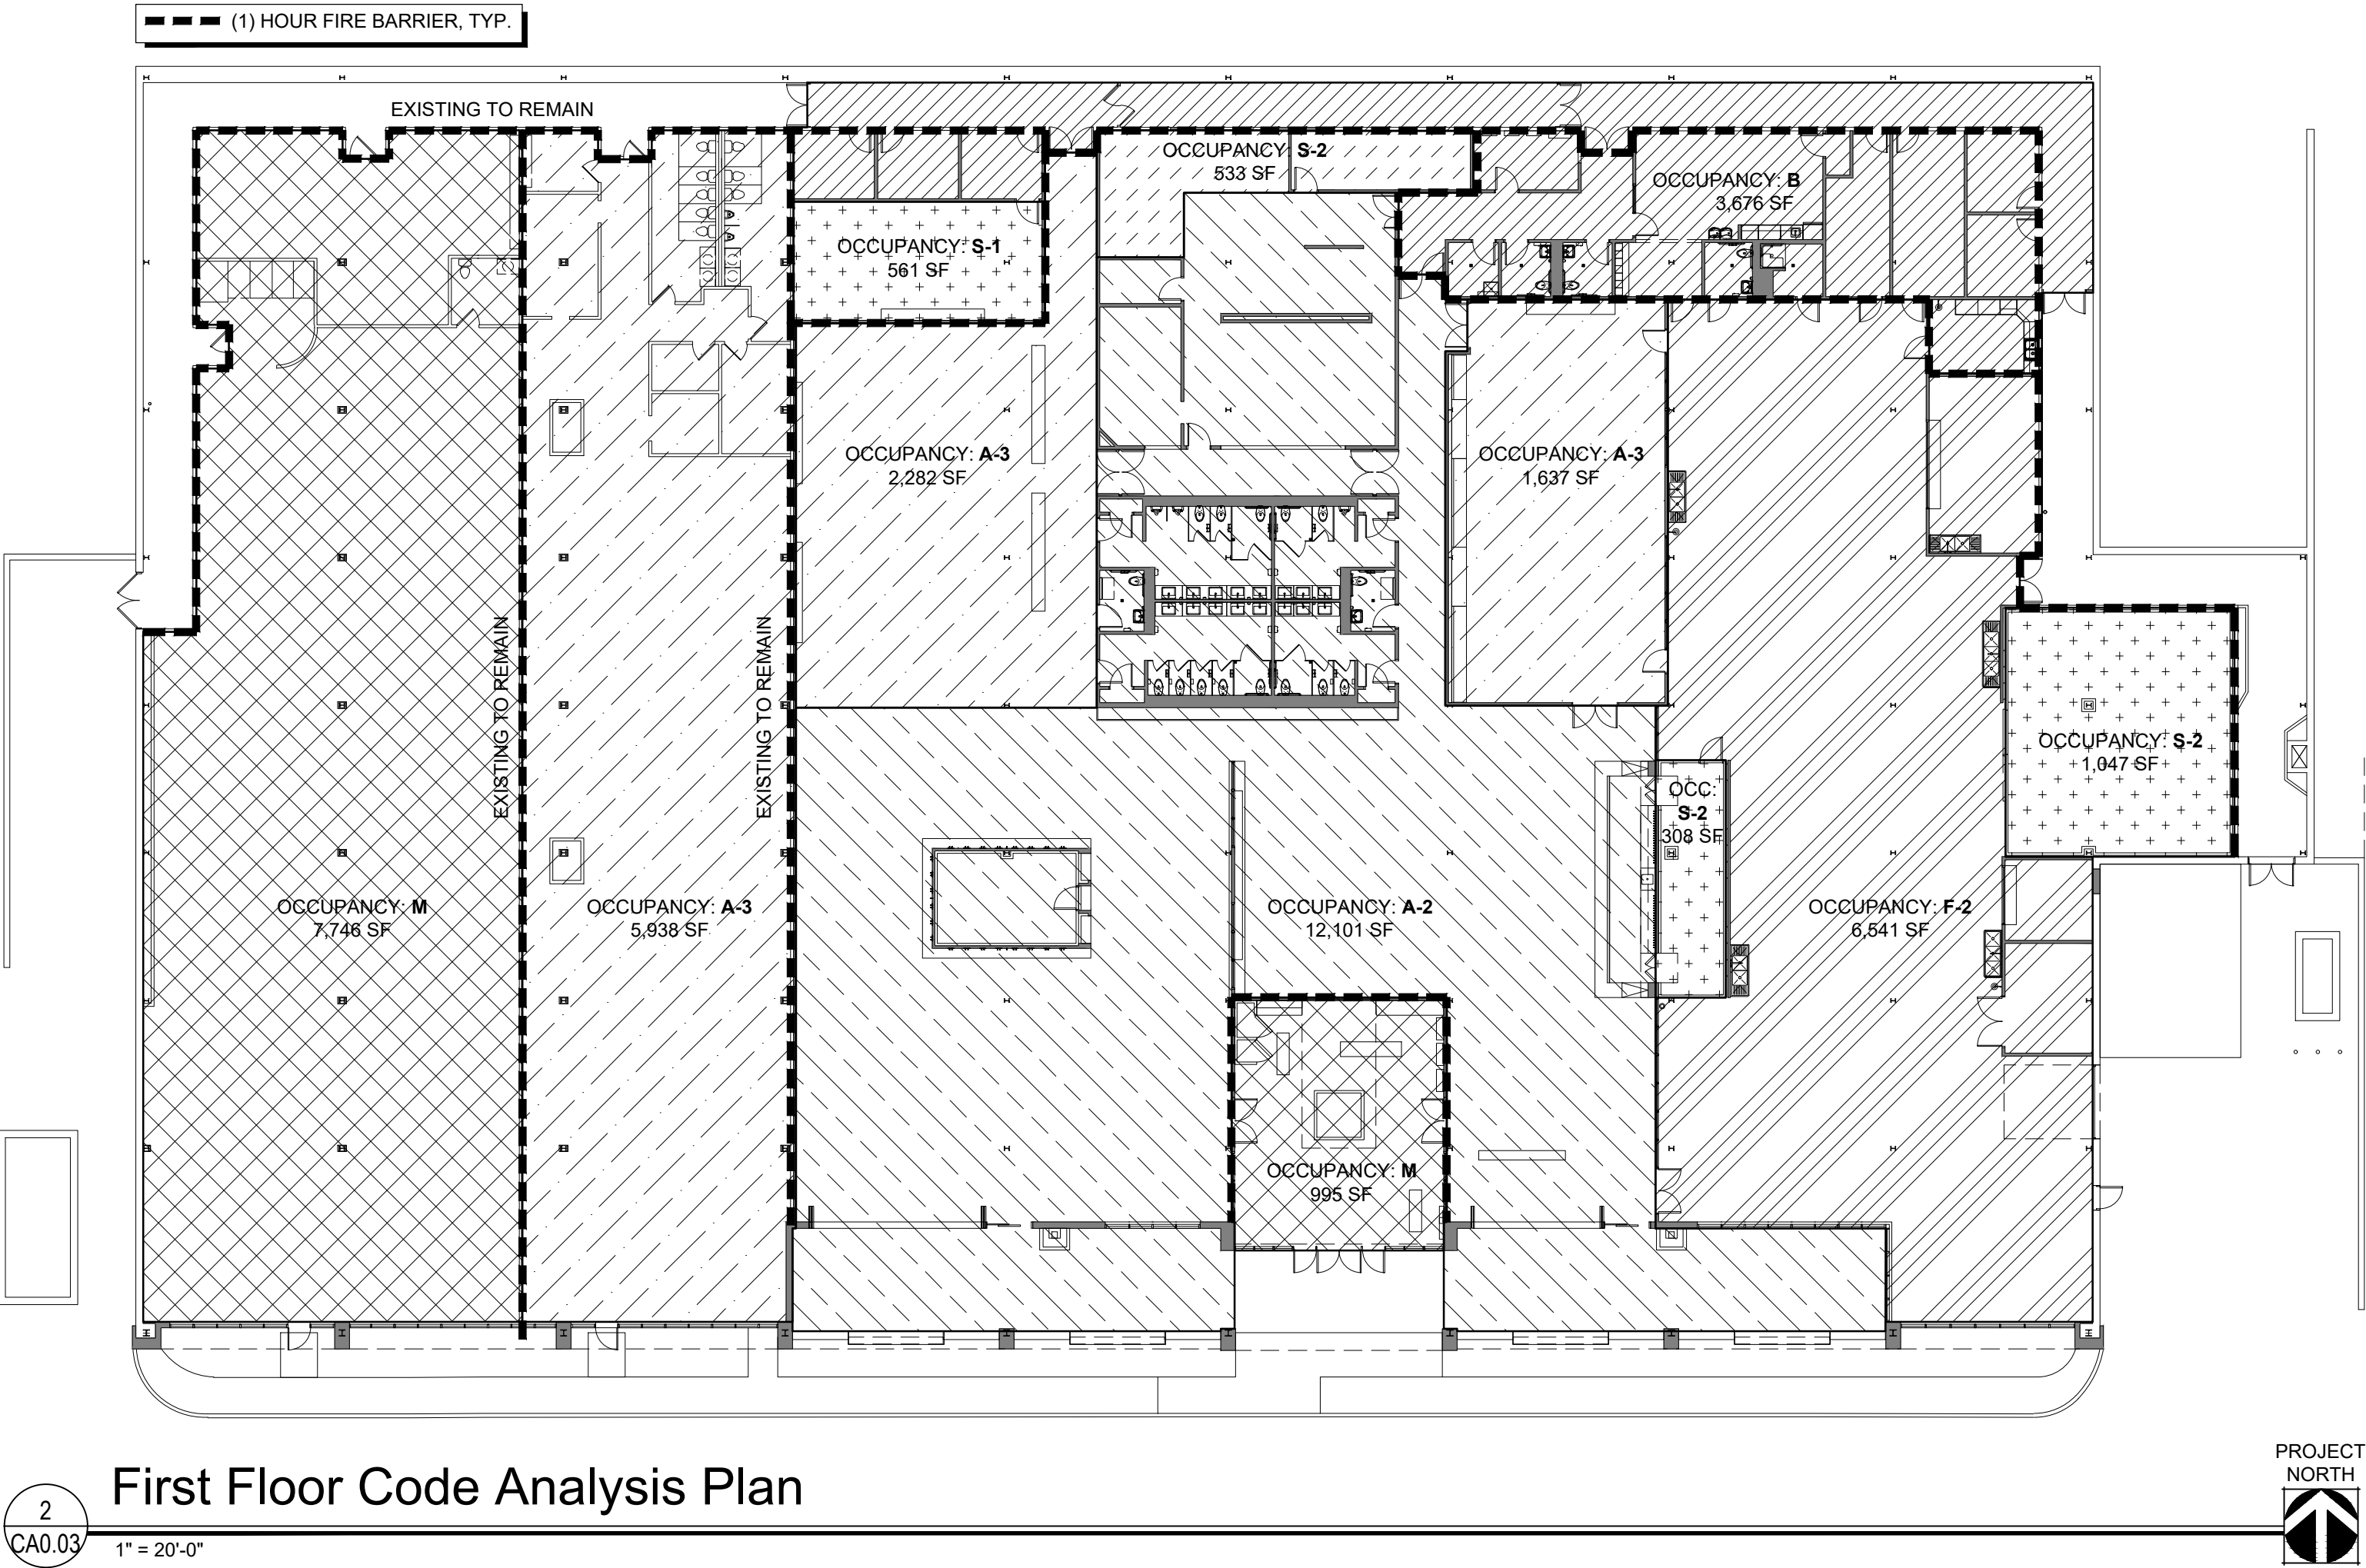 (1) HOUR FIRE BARRIER, TYP.
EXISTING TO REMAIN
OCCUPANCY: S-2
533 SF
OCCUPANCY: B
3,676 SF
OCCUPANCY: S-1
561 SF
OCCUPANCY: A-3
2,282 SF
OCCUPANCY: A-3
1,637 SF
EXISTING TO REMAIN
EXISTING TO REMAIN
OCCUPANCY: S-2
1,047 SF
OCC:
S-2
308 SF
OCCUPANCY: M
7,746 SF
OCCUPANCY: A-3
5,938 SF
OCCUPANCY: A-2
12,101 SF
OCCUPANCY: F-2
6,541 SF
OCCUPANCY: M
995 SF
PROJECT
NORTH
First Floor Code Analysis Plan
2
CA0.03
1" = 20'-0"